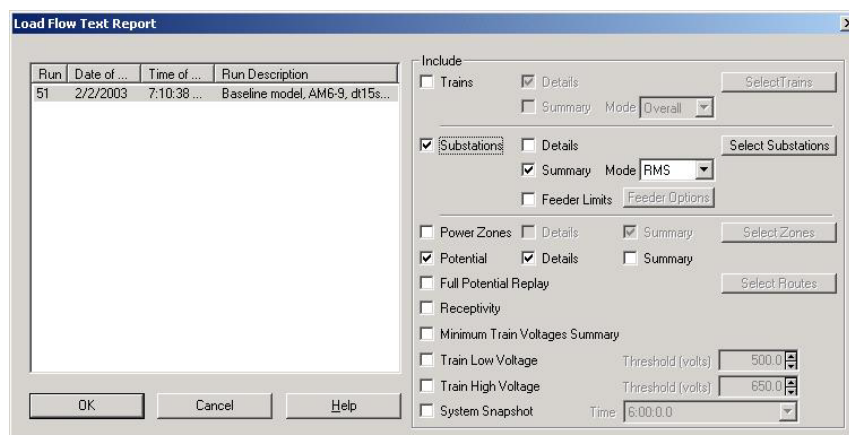 Load Flow Text Report
Run Date of ... Time of ... Run Description
51 2/2/2003 7:10:38 ... Baseline model, AM6-9, dt15s...
OK Cancel Help
Include
Trains Details SelectTrains
Summary Mode Overall
Substations Details Select Substations
Summary Mode RMS
Feeder Limits Feeder Options
Power Zones Details Summary Select Zones
Potential Details Summary
Full Potential Replay Select Routes
Receptivity
Minimum Train Voltages Summary
Train Low Voltage Threshold (volts) 500.0
Train High Voltage Threshold (volts) 650.0
System Snapshot Time 6:00:0.0